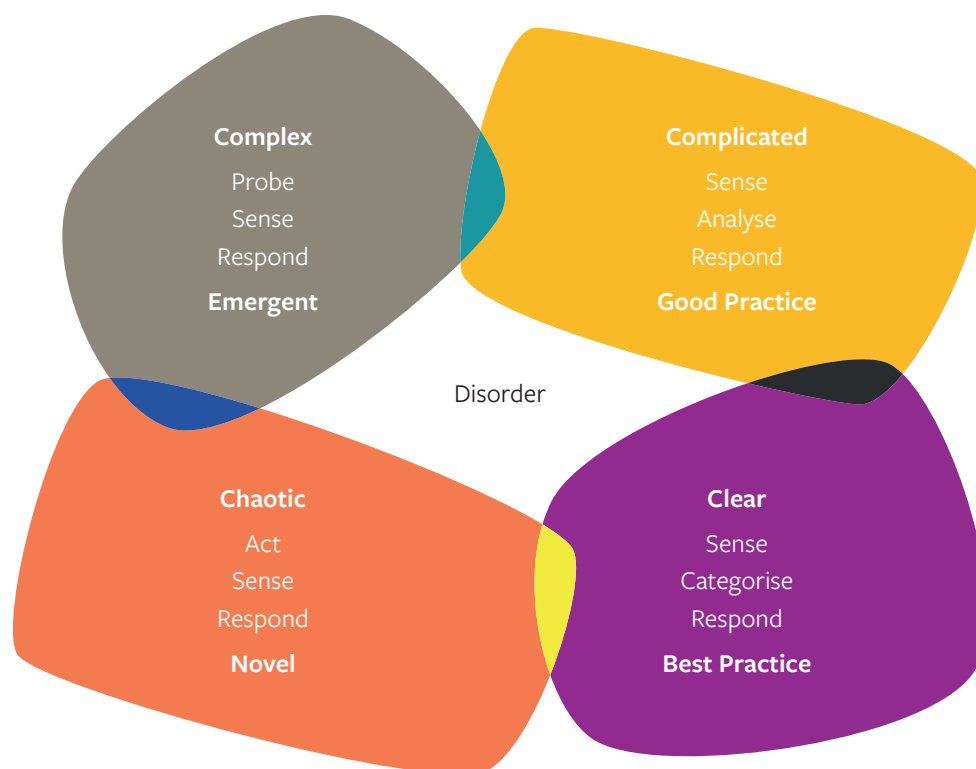 Complex
Probe
Sense
Respond
Emergent
Complicated
Sense
Analyse
Respond
Good Practice
Disorder
Chaotic
Act
Sense
Respond
Novel
Clear
Sense
Categorise
Respond
Best Practice